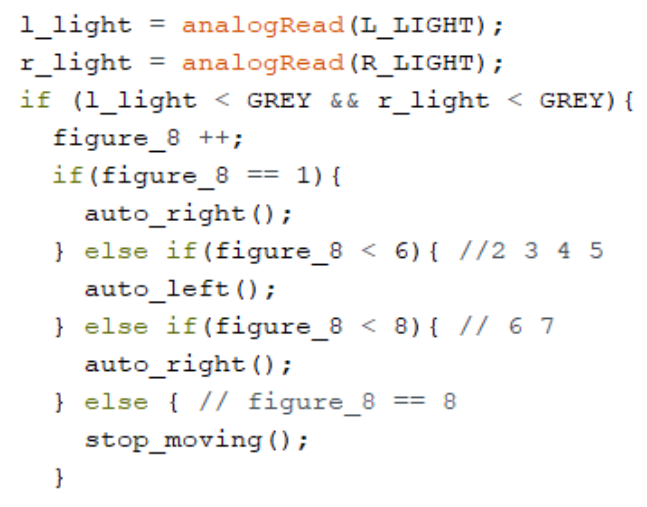 l_light = analogRead(L_LIGHT);
r_light = analogRead(R_LIGHT);
if (l_light < GREY && r_light < GREY){
  figure_8 ++;
  if(figure_8 == 1){
    auto_right();
  } else if(figure_8 < 6){ //2 3 4 5
    auto_left();
  } else if(figure_8 < 8){ // 6 7
    auto_right();
  } else { // figure_8 == 8
    stop_moving();
  }